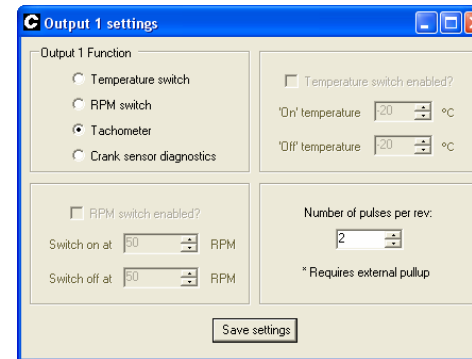 C Output 1 settings
Output 1 Function
Temperature switch
RPM switch
Tachometer
Crank sensor diagnostics
Temperature switch enabled?
'On' temperature -20 °C
'Off' temperature -20 °C
RPM switch enabled?
Switch on at 50 RPM
Switch off at 50 RPM
Number of pulses per rev:
2
* Requires external pullup
Save settings